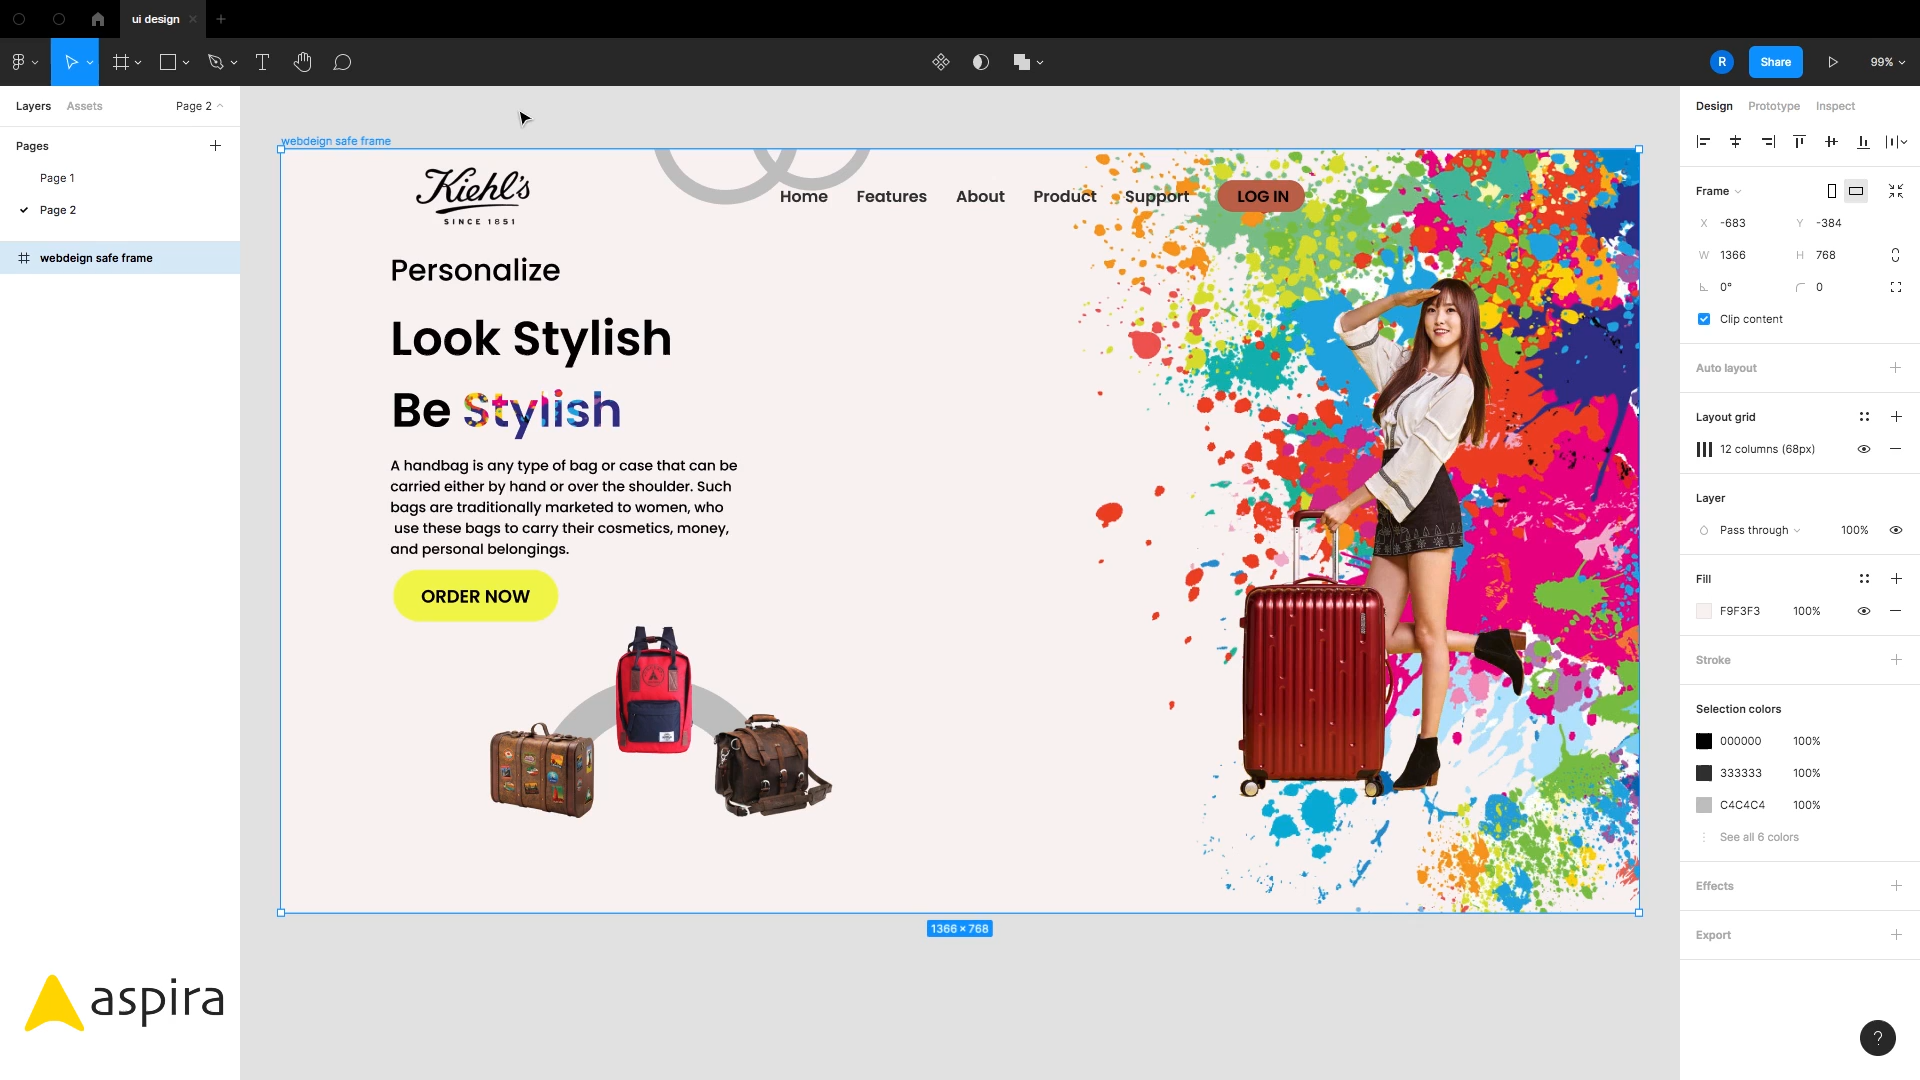 ui design
R
Share
99%
Layers
Assets
Page 2
Pages
Page 1
Page 2
webdeign safe frame
webdeign safe frame
Kiehl's
SINCE 1851
Home
Features
About
Product
Support
LOG IN
Personalize
Look Stylish
Be Stylish
A handbag is any type of bag or case that can be
carried either by hand or over the shoulder. Such
bags are traditionally marketed to women, who
use these bags to carry their cosmetics, money,
and personal belongings.
ORDER NOW
1366 × 768
aspira
Design
Prototype
Inspect
Frame
X -683 Y -384
W 1366 H 768
0° 0
Clip content
Auto layout
Layout grid
12 columns (68px)
Layer
Pass through 100%
Fill
F9F3F3 100%
Stroke
Selection colors
000000 100%
333333 100%
C4C4C4 100%
See all 6 colors
Effects
Export
?